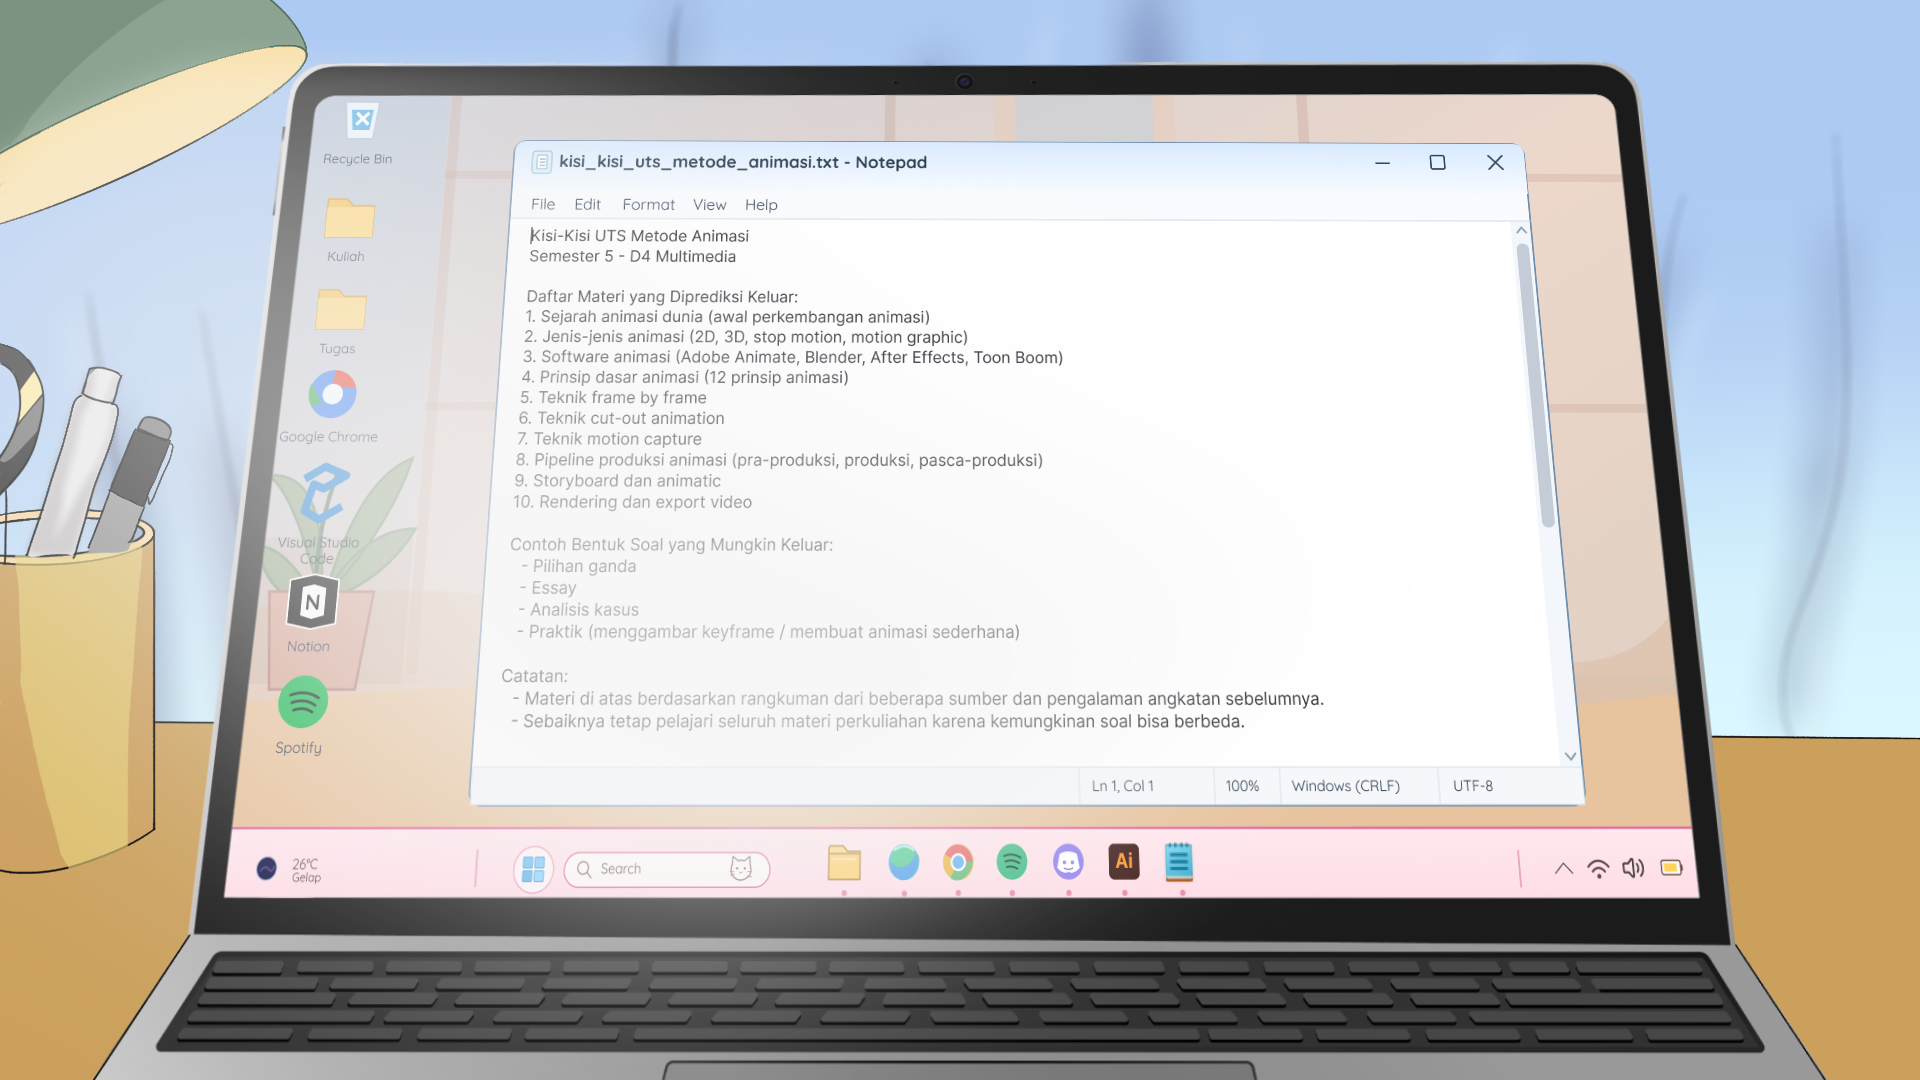 Recycle Bin
Kuliah
Tugas
Google Chrome
Visual Studio
Code
N
Notion
Spotify
kisi_kisi_uts_metode_animasi.txt - Notepad
File Edit Format View Help
Kisi-Kisi UTS Metode Animasi
Semester 5 - D4 Multimedia
Daftar Materi yang Diprediksi Keluar:
1. Sejarah animasi dunia (awal perkembangan animasi)
2. Jenis-jenis animasi (2D, 3D, stop motion, motion graphic)
3. Software animasi (Adobe Animate, Blender, After Effects, Toon Boom)
4. Prinsip dasar animasi (12 prinsip animasi)
5. Teknik frame by frame
6. Teknik cut-out animation
7. Teknik motion capture
8. Pipeline produksi animasi (pra-produksi, produksi, pasca-produksi)
9. Storyboard dan animatic
10. Rendering dan export video
Contoh Bentuk Soal yang Mungkin Keluar:
- Pilihan ganda
- Essay
- Analisis kasus
- Praktik (menggambar keyframe / membuat animasi sederhana)
Catatan:
- Materi di atas berdasarkan rangkuman dari beberapa sumber dan pengalaman angkatan sebelumnya.
- Sebaiknya tetap pelajari seluruh materi perkuliahan karena kemungkinan soal bisa berbeda.
Ln 1, Col 1 100% Windows (CRLF) UTF-8
26°C
Gelap
Search
Ai